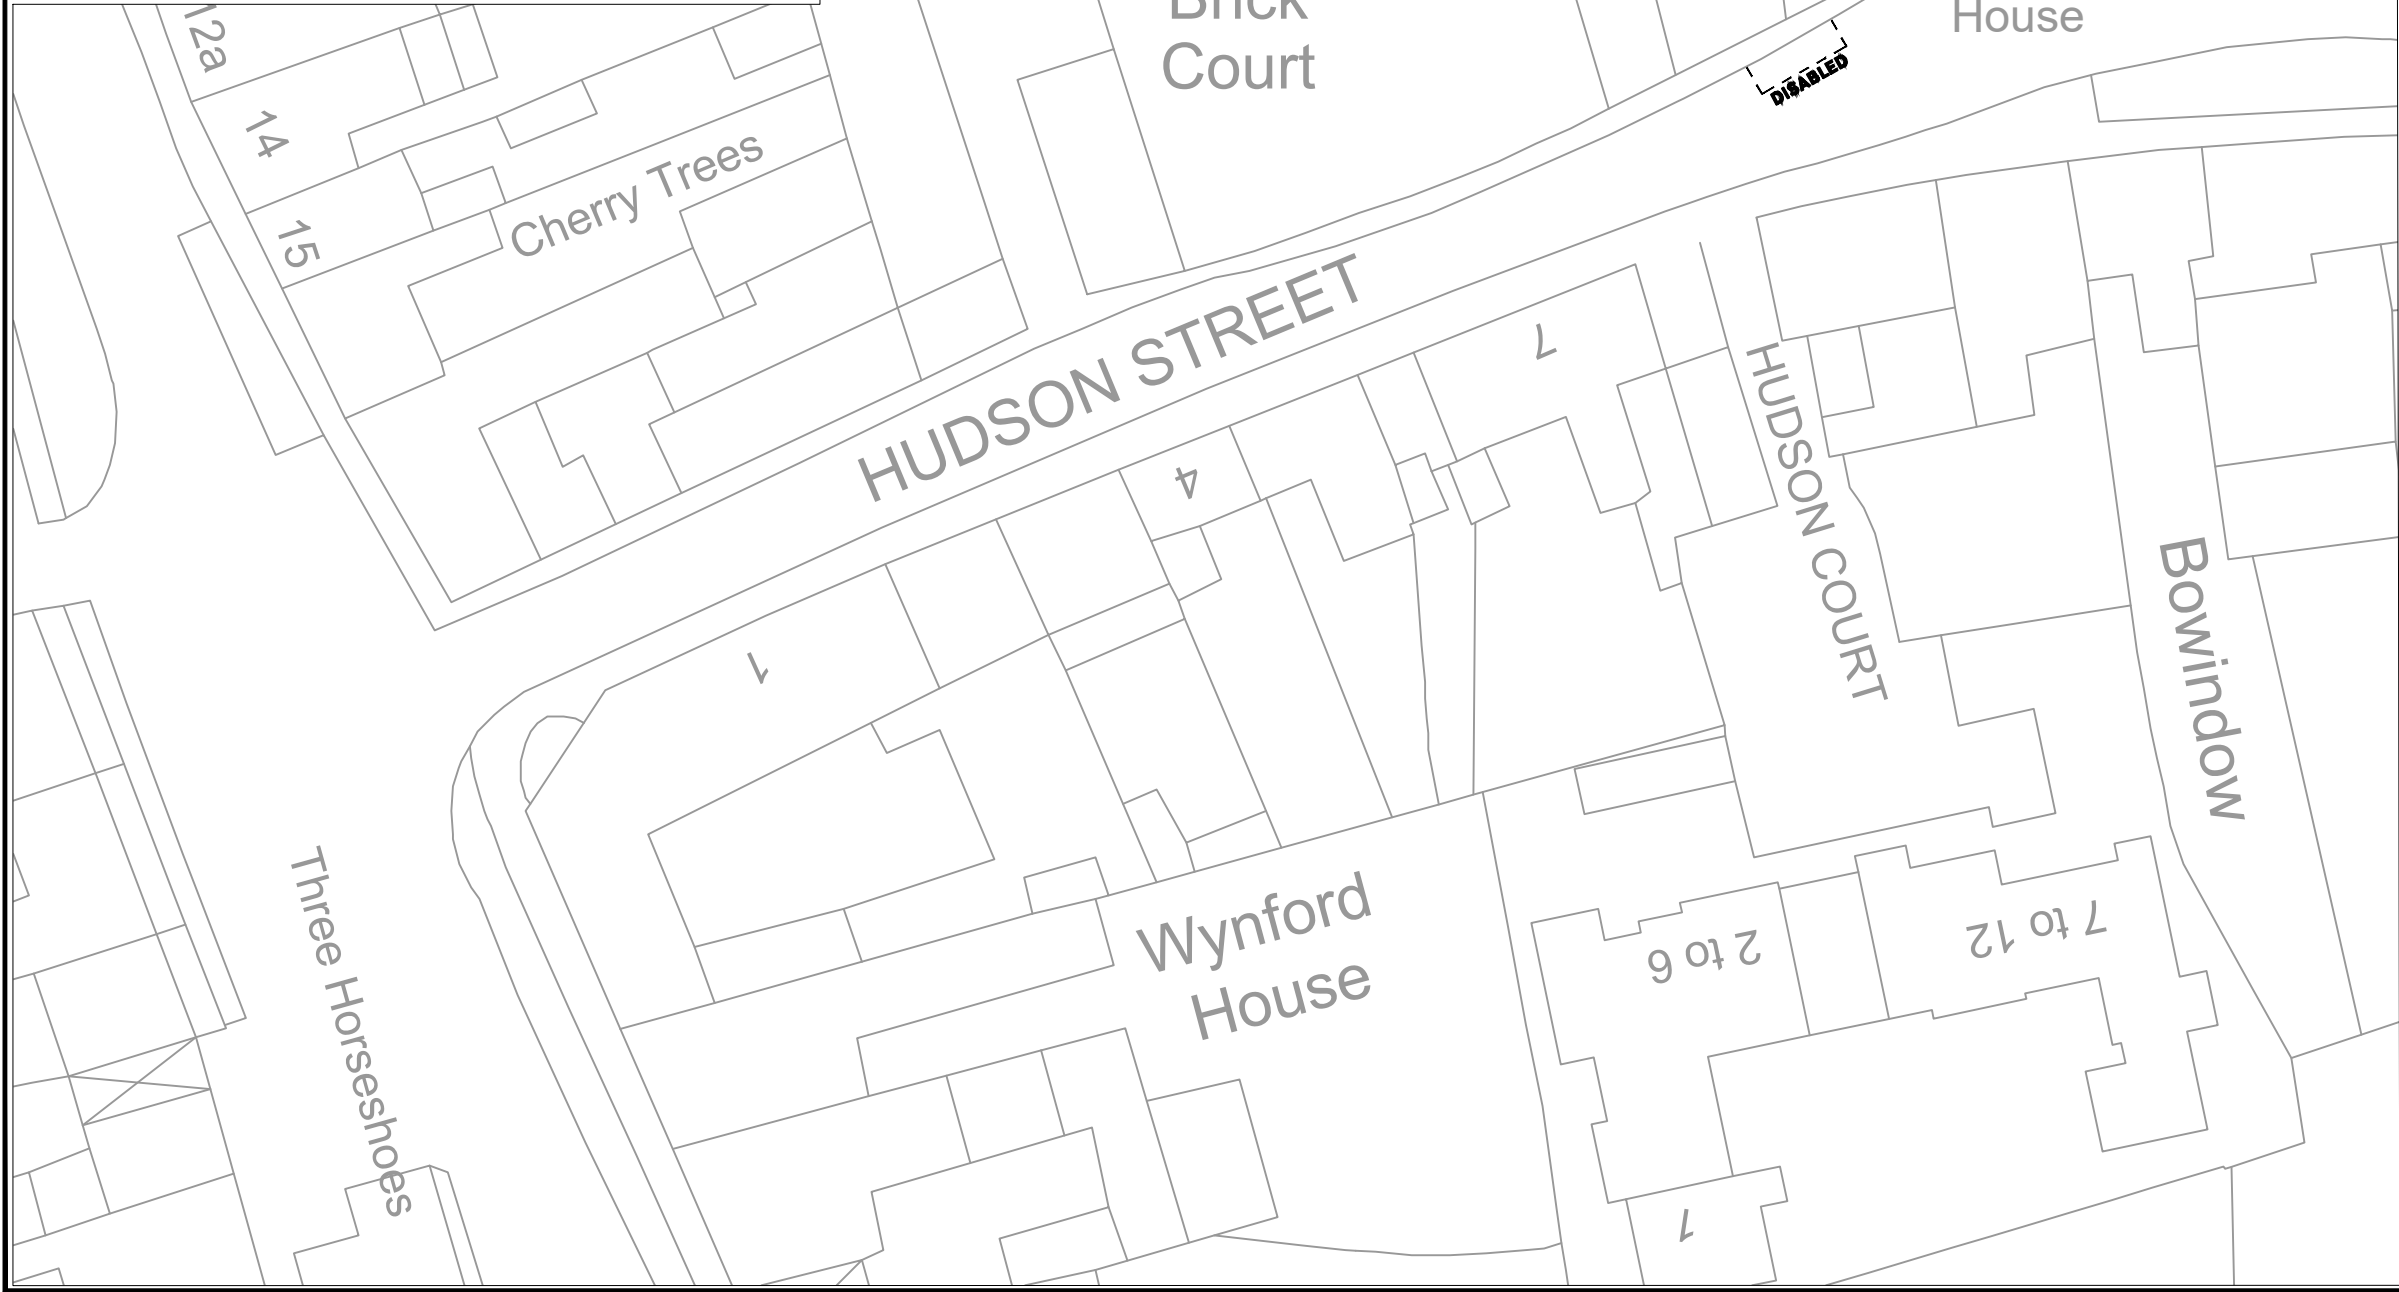 12a
14
15
Cherry Trees
Brick
Court
House
DISABLED
HUDSON STREET
7
4
1
HUDSON COURT
Bowindow
Three Horseshoes
Wynford
House
2 to 6
7 to 12
1